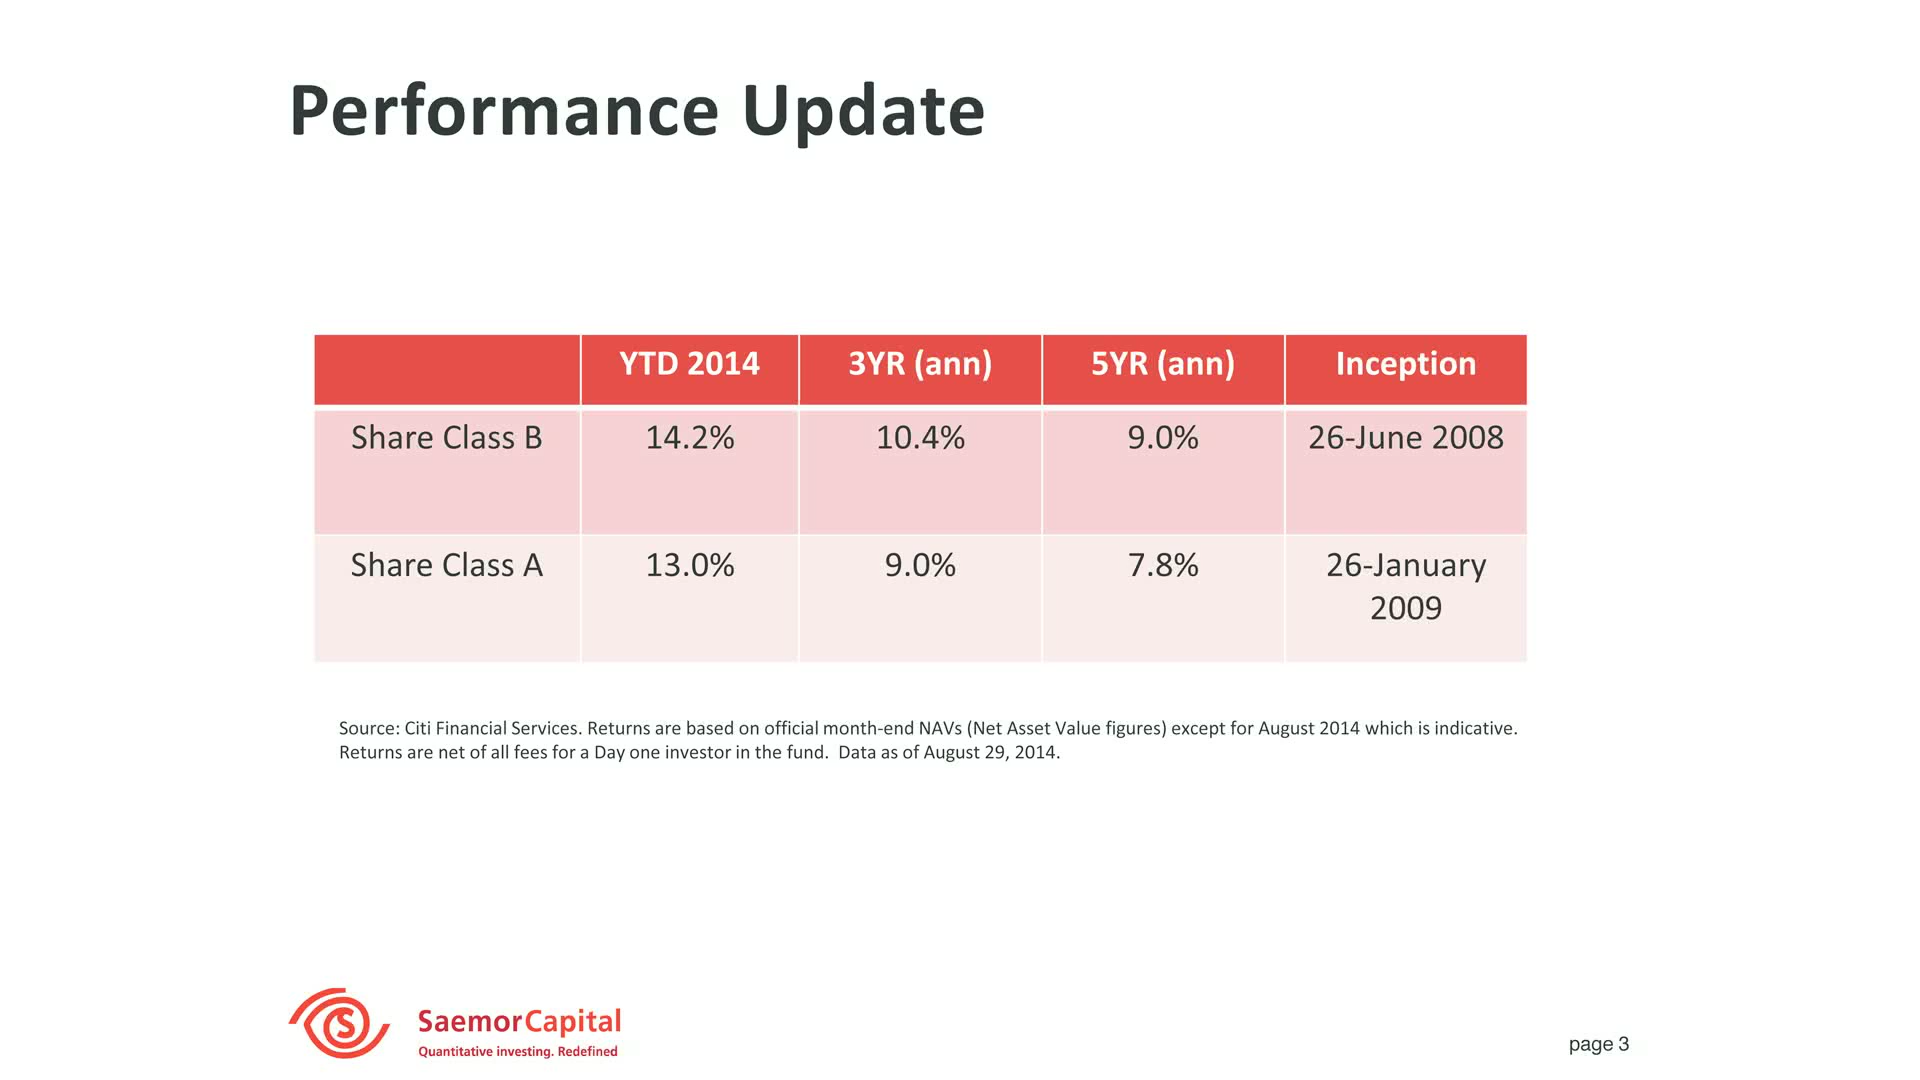 Performance Update
YTD 2014 3YR (ann) 5YR (ann) Inception
Share Class B 14.2% 10.4% 9.0% 26-June 2008
Share Class A 13.0% 9.0% 7.8% 26-January
2009
Source: Citi Financial Services. Returns are based on official month-end NAVs (Net Asset Value figures) except for August 2014 which is indicative.
Returns are net of all fees for a Day one investor in the fund. Data as of August 29, 2014.
S
SaemorCapital
Quantitative investing. Redefined
page 3